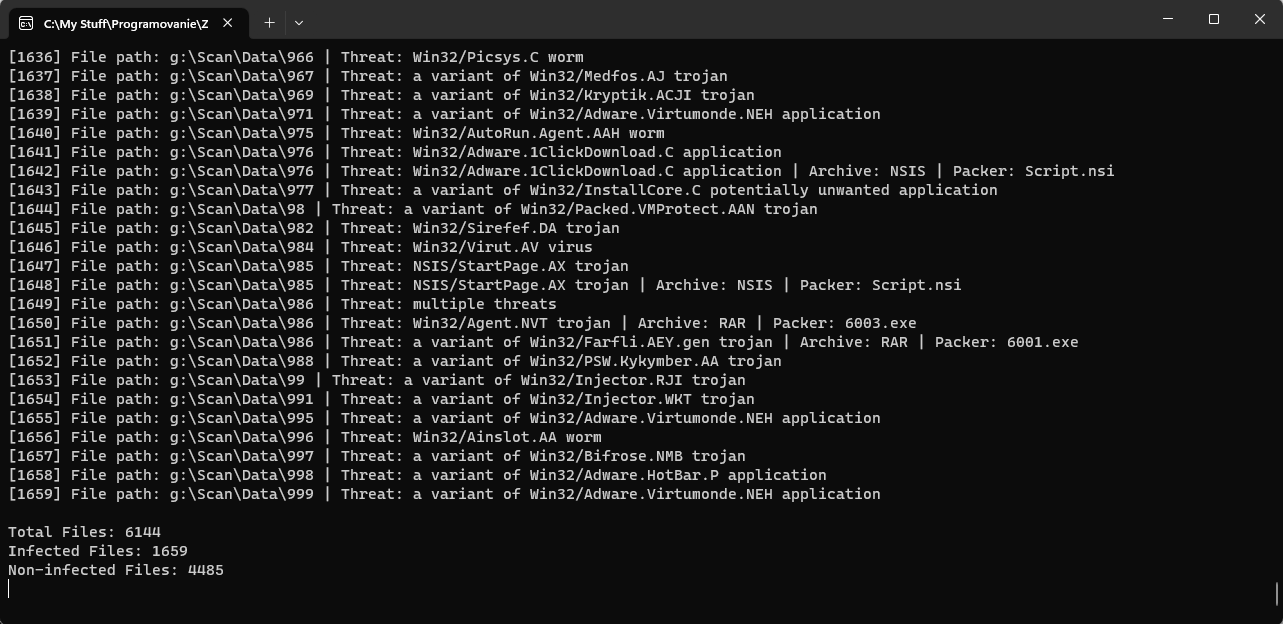 C:\My Stuff\Programovanie\Z
[1636] File path: g:\Scan\Data\966 | Threat: Win32/Picsys.C worm
[1637] File path: g:\Scan\Data\967 | Threat: a variant of Win32/Medfos.AJ trojan
[1638] File path: g:\Scan\Data\969 | Threat: a variant of Win32/Kryptik.ACJI trojan
[1639] File path: g:\Scan\Data\971 | Threat: a variant of Win32/Adware.Virtumonde.NEH application
[1640] File path: g:\Scan\Data\975 | Threat: Win32/AutoRun.Agent.AAH worm
[1641] File path: g:\Scan\Data\976 | Threat: Win32/Adware.1ClickDownload.C application
[1642] File path: g:\Scan\Data\976 | Threat: Win32/Adware.1ClickDownload.C application | Archive: NSIS | Packer: Script.nsi
[1643] File path: g:\Scan\Data\977 | Threat: a variant of Win32/InstallCore.C potentially unwanted application
[1644] File path: g:\Scan\Data\98 | Threat: a variant of Win32/Packed.VMProtect.AAN trojan
[1645] File path: g:\Scan\Data\982 | Threat: Win32/Sirefef.DA trojan
[1646] File path: g:\Scan\Data\984 | Threat: Win32/Virut.AV virus
[1647] File path: g:\Scan\Data\985 | Threat: NSIS/StartPage.AX trojan
[1648] File path: g:\Scan\Data\985 | Threat: NSIS/StartPage.AX trojan | Archive: NSIS | Packer: Script.nsi
[1649] File path: g:\Scan\Data\986 | Threat: multiple threats
[1650] File path: g:\Scan\Data\986 | Threat: Win32/Agent.NVT trojan | Archive: RAR | Packer: 6003.exe
[1651] File path: g:\Scan\Data\986 | Threat: a variant of Win32/Farfli.AEY.gen trojan | Archive: RAR | Packer: 6001.exe
[1652] File path: g:\Scan\Data\988 | Threat: a variant of Win32/PSW.Kykymber.AA trojan
[1653] File path: g:\Scan\Data\99 | Threat: a variant of Win32/Injector.RJI trojan
[1654] File path: g:\Scan\Data\991 | Threat: a variant of Win32/Injector.WKT trojan
[1655] File path: g:\Scan\Data\995 | Threat: a variant of Win32/Adware.Virtumonde.NEH application
[1656] File path: g:\Scan\Data\996 | Threat: Win32/Ainslot.AA worm
[1657] File path: g:\Scan\Data\997 | Threat: a variant of Win32/Bifrose.NMB trojan
[1658] File path: g:\Scan\Data\998 | Threat: a variant of Win32/Adware.HotBar.P application
[1659] File path: g:\Scan\Data\999 | Threat: a variant of Win32/Adware.Virtumonde.NEH application
Total Files: 6144
Infected Files: 1659
Non-infected Files: 4485